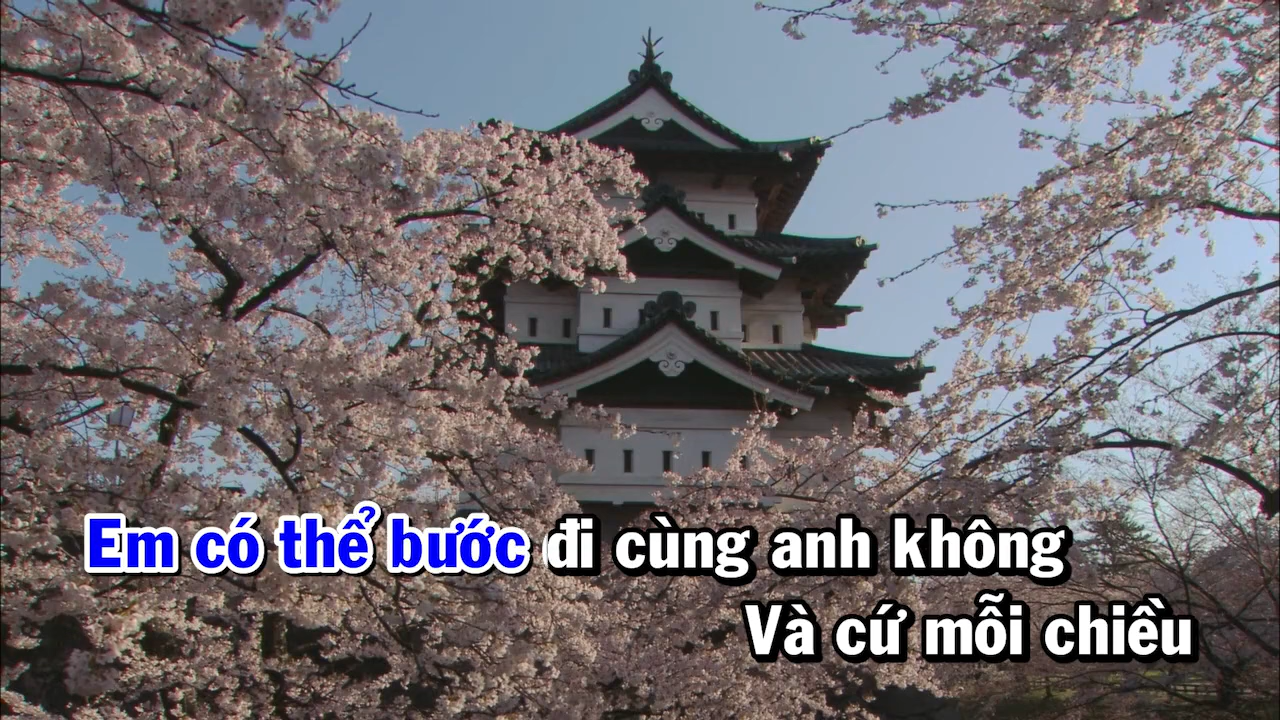 Em có thể bước đi cùng anh không
Và cứ mỗi chiều